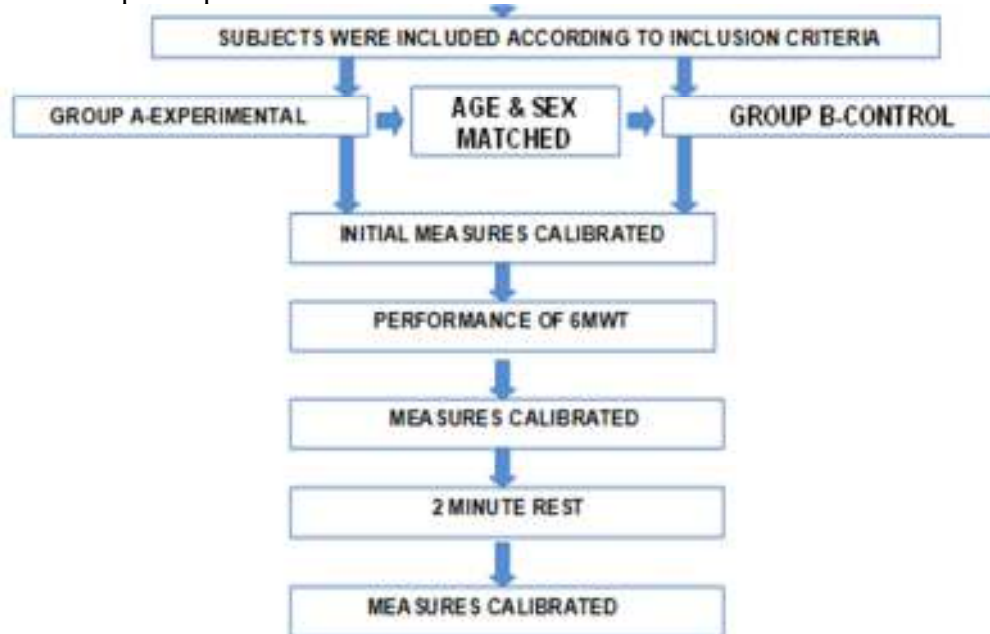 SUBJECTS WERE INCLUDED ACCORDING TO INCLUSION CRITERIA
GROUP A-EXPERIMENTAL
AGE & SEX
MATCHED
GROUP B-CONTROL
INITIAL MEASURES CALIBRATED
PERFORMANCE OF 6MWT
MEASURES CALIBRATED
2 MINUTE REST
MEASURES CALIBRATED